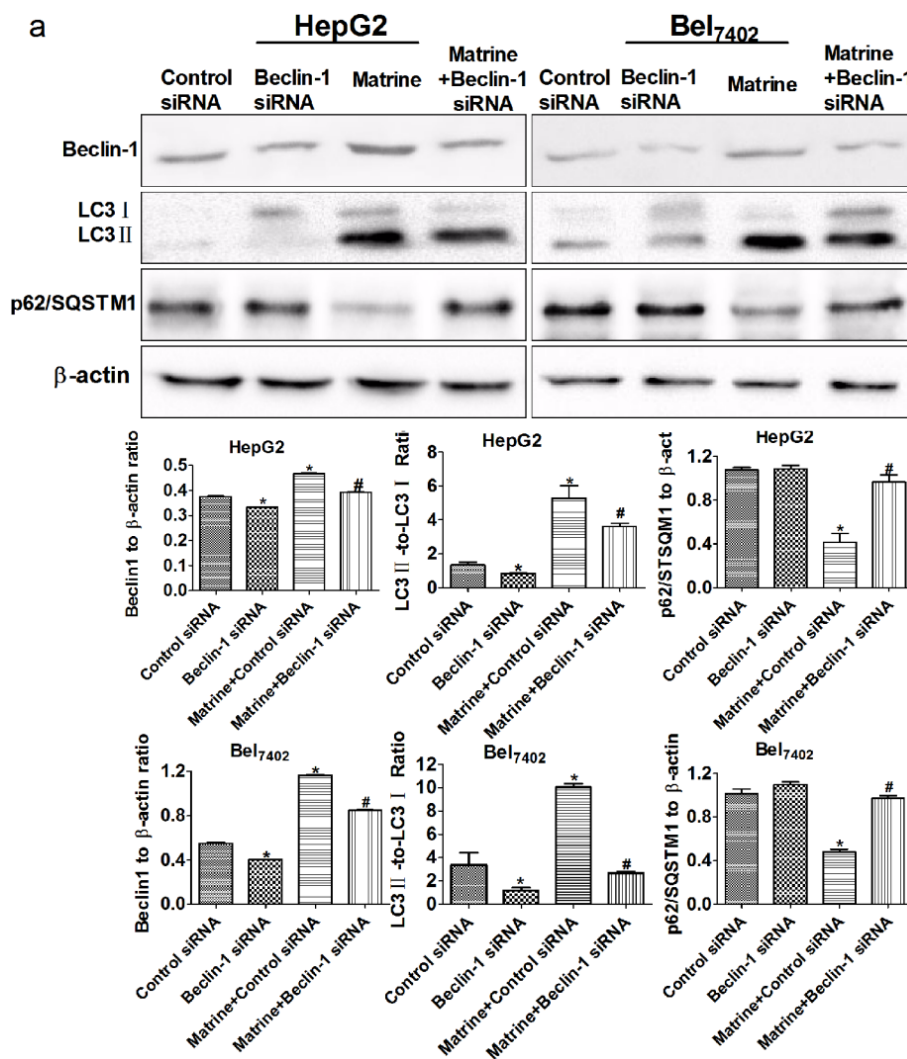 a
HepG2
Bel7402
Control
siRNA
Beclin-1
siRNA
Matrine
Matrine
+Beclin-1
siRNA
Control
siRNA
Beclin-1
siRNA
Matrine
Matrine
+Beclin-1
siRNA
Beclin-1
LC3 Ⅰ
LC3 Ⅱ
p62/SQSTM1
β-actin
HepG2
Beclin1 to β-actin ratio
0.5
0.4
0.3
0.2
0.1
0.0
*
*
#
Control siRNA
Beclin-1 siRNA
Matrine+Control siRNA
Matrine+Beclin-1 siRNA
HepG2
LC3 Ⅱ -to-LC3 Ⅰ Ratio
8
6
4
2
0
*
*
#
Control siRNA
Beclin-1 siRNA
Matrine+Control siRNA
Matrine+Beclin-1 siRNA
HepG2
p62/STSQM1 to β-act
1.2
0.8
0.4
0.0
*
#
Control siRNA
Beclin-1 siRNA
Matrine+Control siRNA
Matrine+Beclin-1 siRNA
Bel7402
Beclin1 to β-actin ratio
1.2
0.8
0.4
0.0
*
*
#
Control siRNA
Beclin-1 siRNA
Matrine+Control siRNA
Matrine+Beclin-1 siRNA
Bel7402
LC3 Ⅱ -to-LC3 Ⅰ Ratio
12
10
8
6
4
2
0
*
*
#
Control siRNA
Beclin-1 siRNA
Matrine+Control siRNA
Matrine+Beclin-1 siRNA
Bel7402
p62/SQSTM1 to β-actin
1.2
0.8
0.4
0.0
*
#
Control siRNA
Beclin-1 siRNA
Matrine+Control siRNA
Matrine+Beclin-1 siRNA